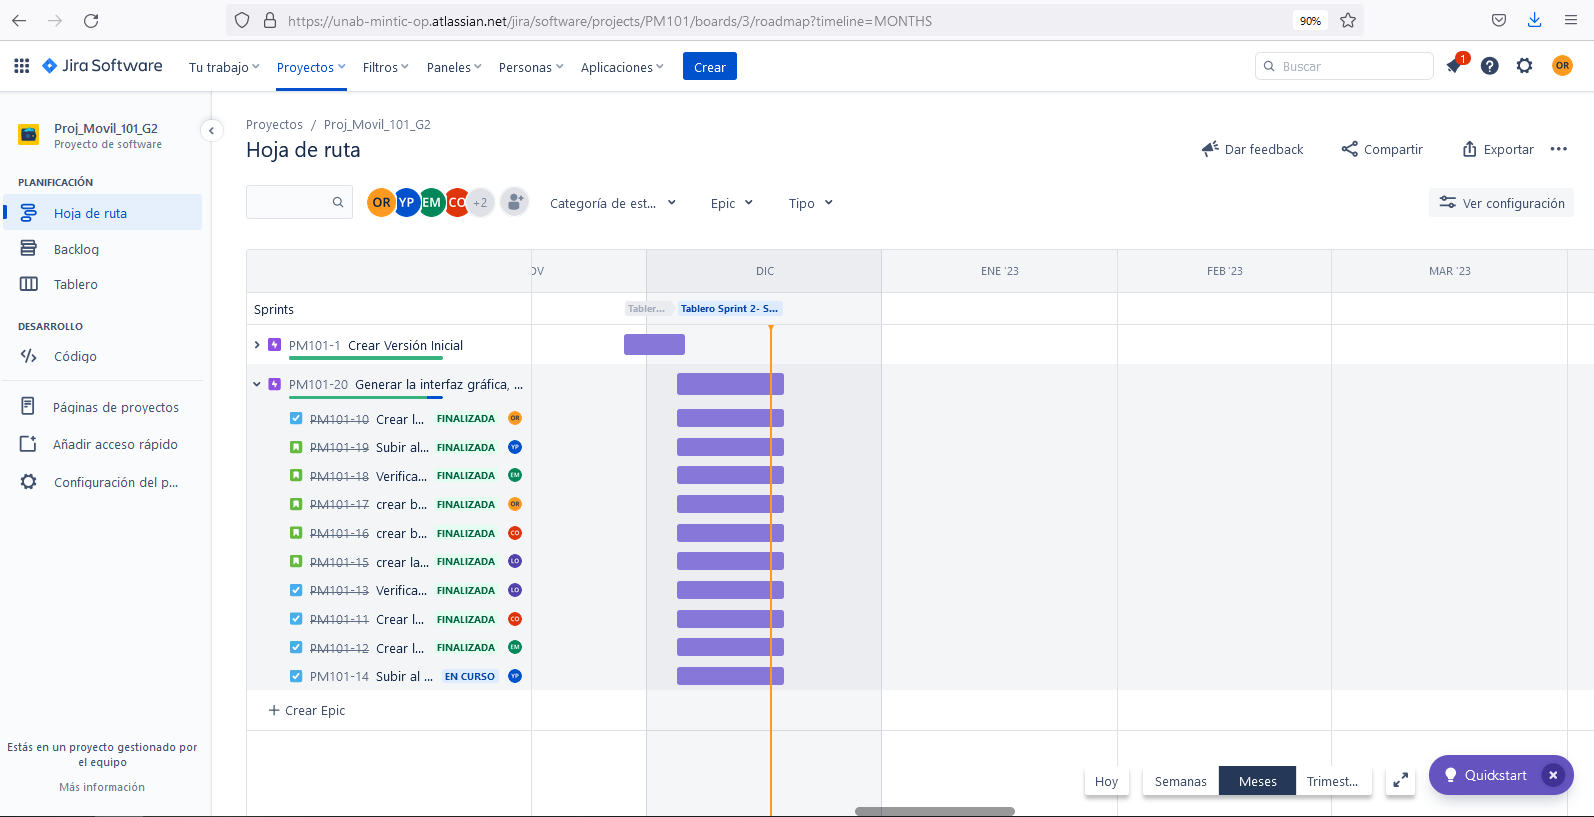 https://unab-mintic-op.atlassian.net/jira/software/projects/PM101/boards/3/roadmap?timeline=MONTHS
90%
Jira Software
Tu trabajo
Proyectos
Filtros
Paneles
Personas
Aplicaciones
Crear
Buscar
1
OR
Proj_Movil_101_G2
Proyecto de software
PLANIFICACIÓN
Hoja de ruta
Backlog
Tablero
DESARROLLO
Código
Páginas de proyectos
Añadir acceso rápido
Configuración del p...
Estás en un proyecto gestionado por
el equipo
Más información
Proyectos / Proj_Movil_101_G2
Hoja de ruta
Dar feedback
Compartir
Exportar
OR YP EM CO +2
Categoría de est...
Epic
Tipo
Ver configuración
OV
DIC
ENE '23
FEB '23
MAR '23
Sprints
Tabler...
Tablero Sprint 2- S...
PM101-1 Crear Versión Inicial
PM101-20 Generar la interfaz gráfica, ...
PM101-10 Crear l... FINALIZADA OR
PM101-19 Subir al... FINALIZADA YP
PM101-18 Verifica... FINALIZADA EM
PM101-17 crear b... FINALIZADA OR
PM101-16 crear b... FINALIZADA CO
PM101-15 crear la... FINALIZADA LO
PM101-13 Verifica... FINALIZADA LO
PM101-11 Crear l... FINALIZADA CO
PM101-12 Crear l... FINALIZADA EM
PM101-14 Subir al ... EN CURSO YP
+ Crear Epic
Hoy
Semanas
Meses
Trimest...
Quickstart